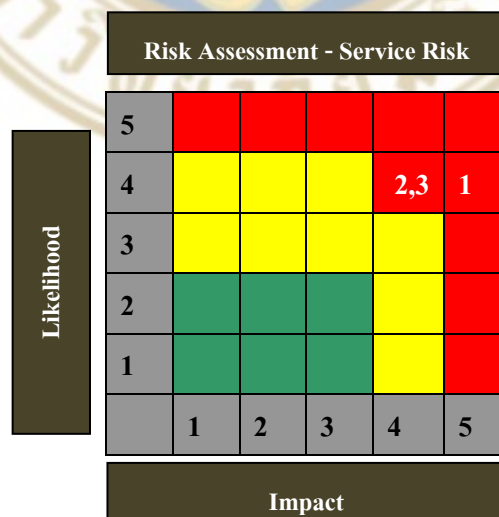 Risk Assessment - Service Risk
Likelihood
5
4 2,3 1
3
2
1
1 2 3 4 5
Impact